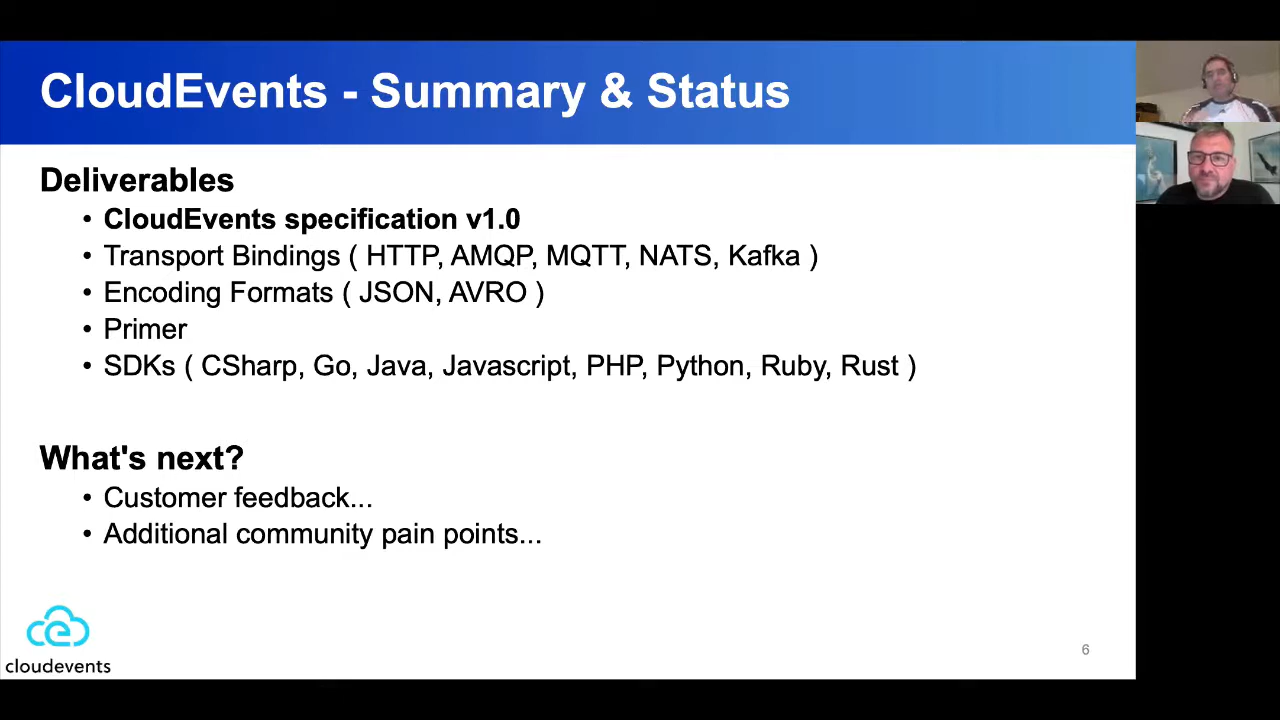 CloudEvents - Summary & Status
Deliverables
• CloudEvents specification v1.0
• Transport Bindings ( HTTP, AMQP, MQTT, NATS, Kafka )
• Encoding Formats ( JSON, AVRO )
• Primer
• SDKs ( CSharp, Go, Java, Javascript, PHP, Python, Ruby, Rust )
What's next?
• Customer feedback...
• Additional community pain points...
cloudevents
6